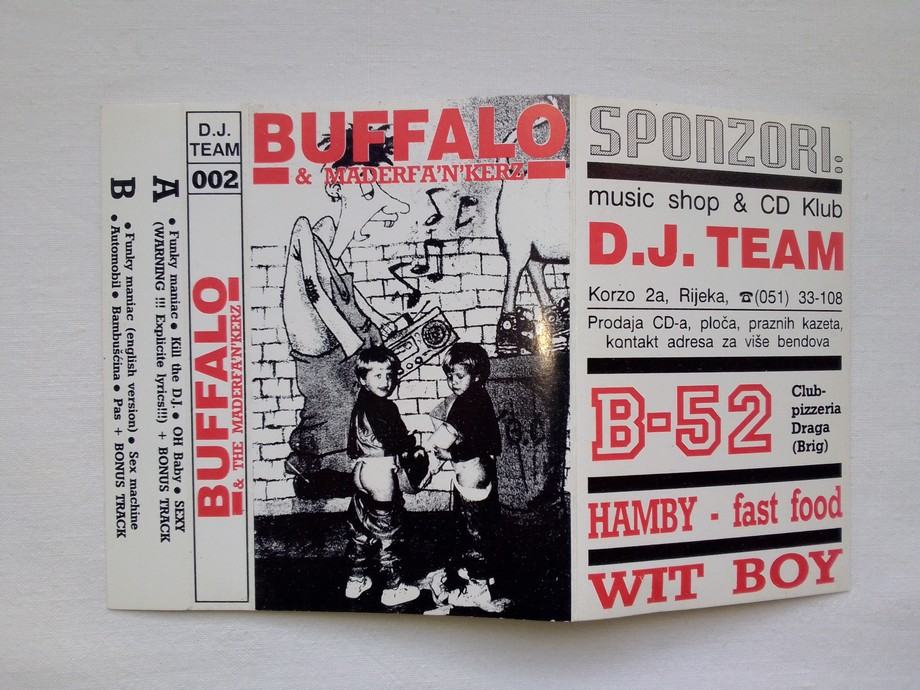 A
• Funky maniac • Kill the D.J. • OH Baby • SEXY
(WARNING !!! Explicite lyrics!!!) + BONUS TRACK
B
• Funky maniac (english version) • Sex machine
• Automobil • Bambušćina • Pas + BONUS TRACK
D.J.
TEAM
002
BUFFALO
& THE MADERFA'N'KERZ
BUFFALO
& MADERFA'N'KERZ
SPONZORI:
music shop & CD Klub
D.J. TEAM
Korzo 2a, Rijeka, ☎(051) 33-108
Prodaja CD-a, ploča, praznih kazeta,
kontakt adresa za više bendova
B-52
Club-
pizzeria
Draga
(Brig)
HAMBY - fast food
WIT BOY